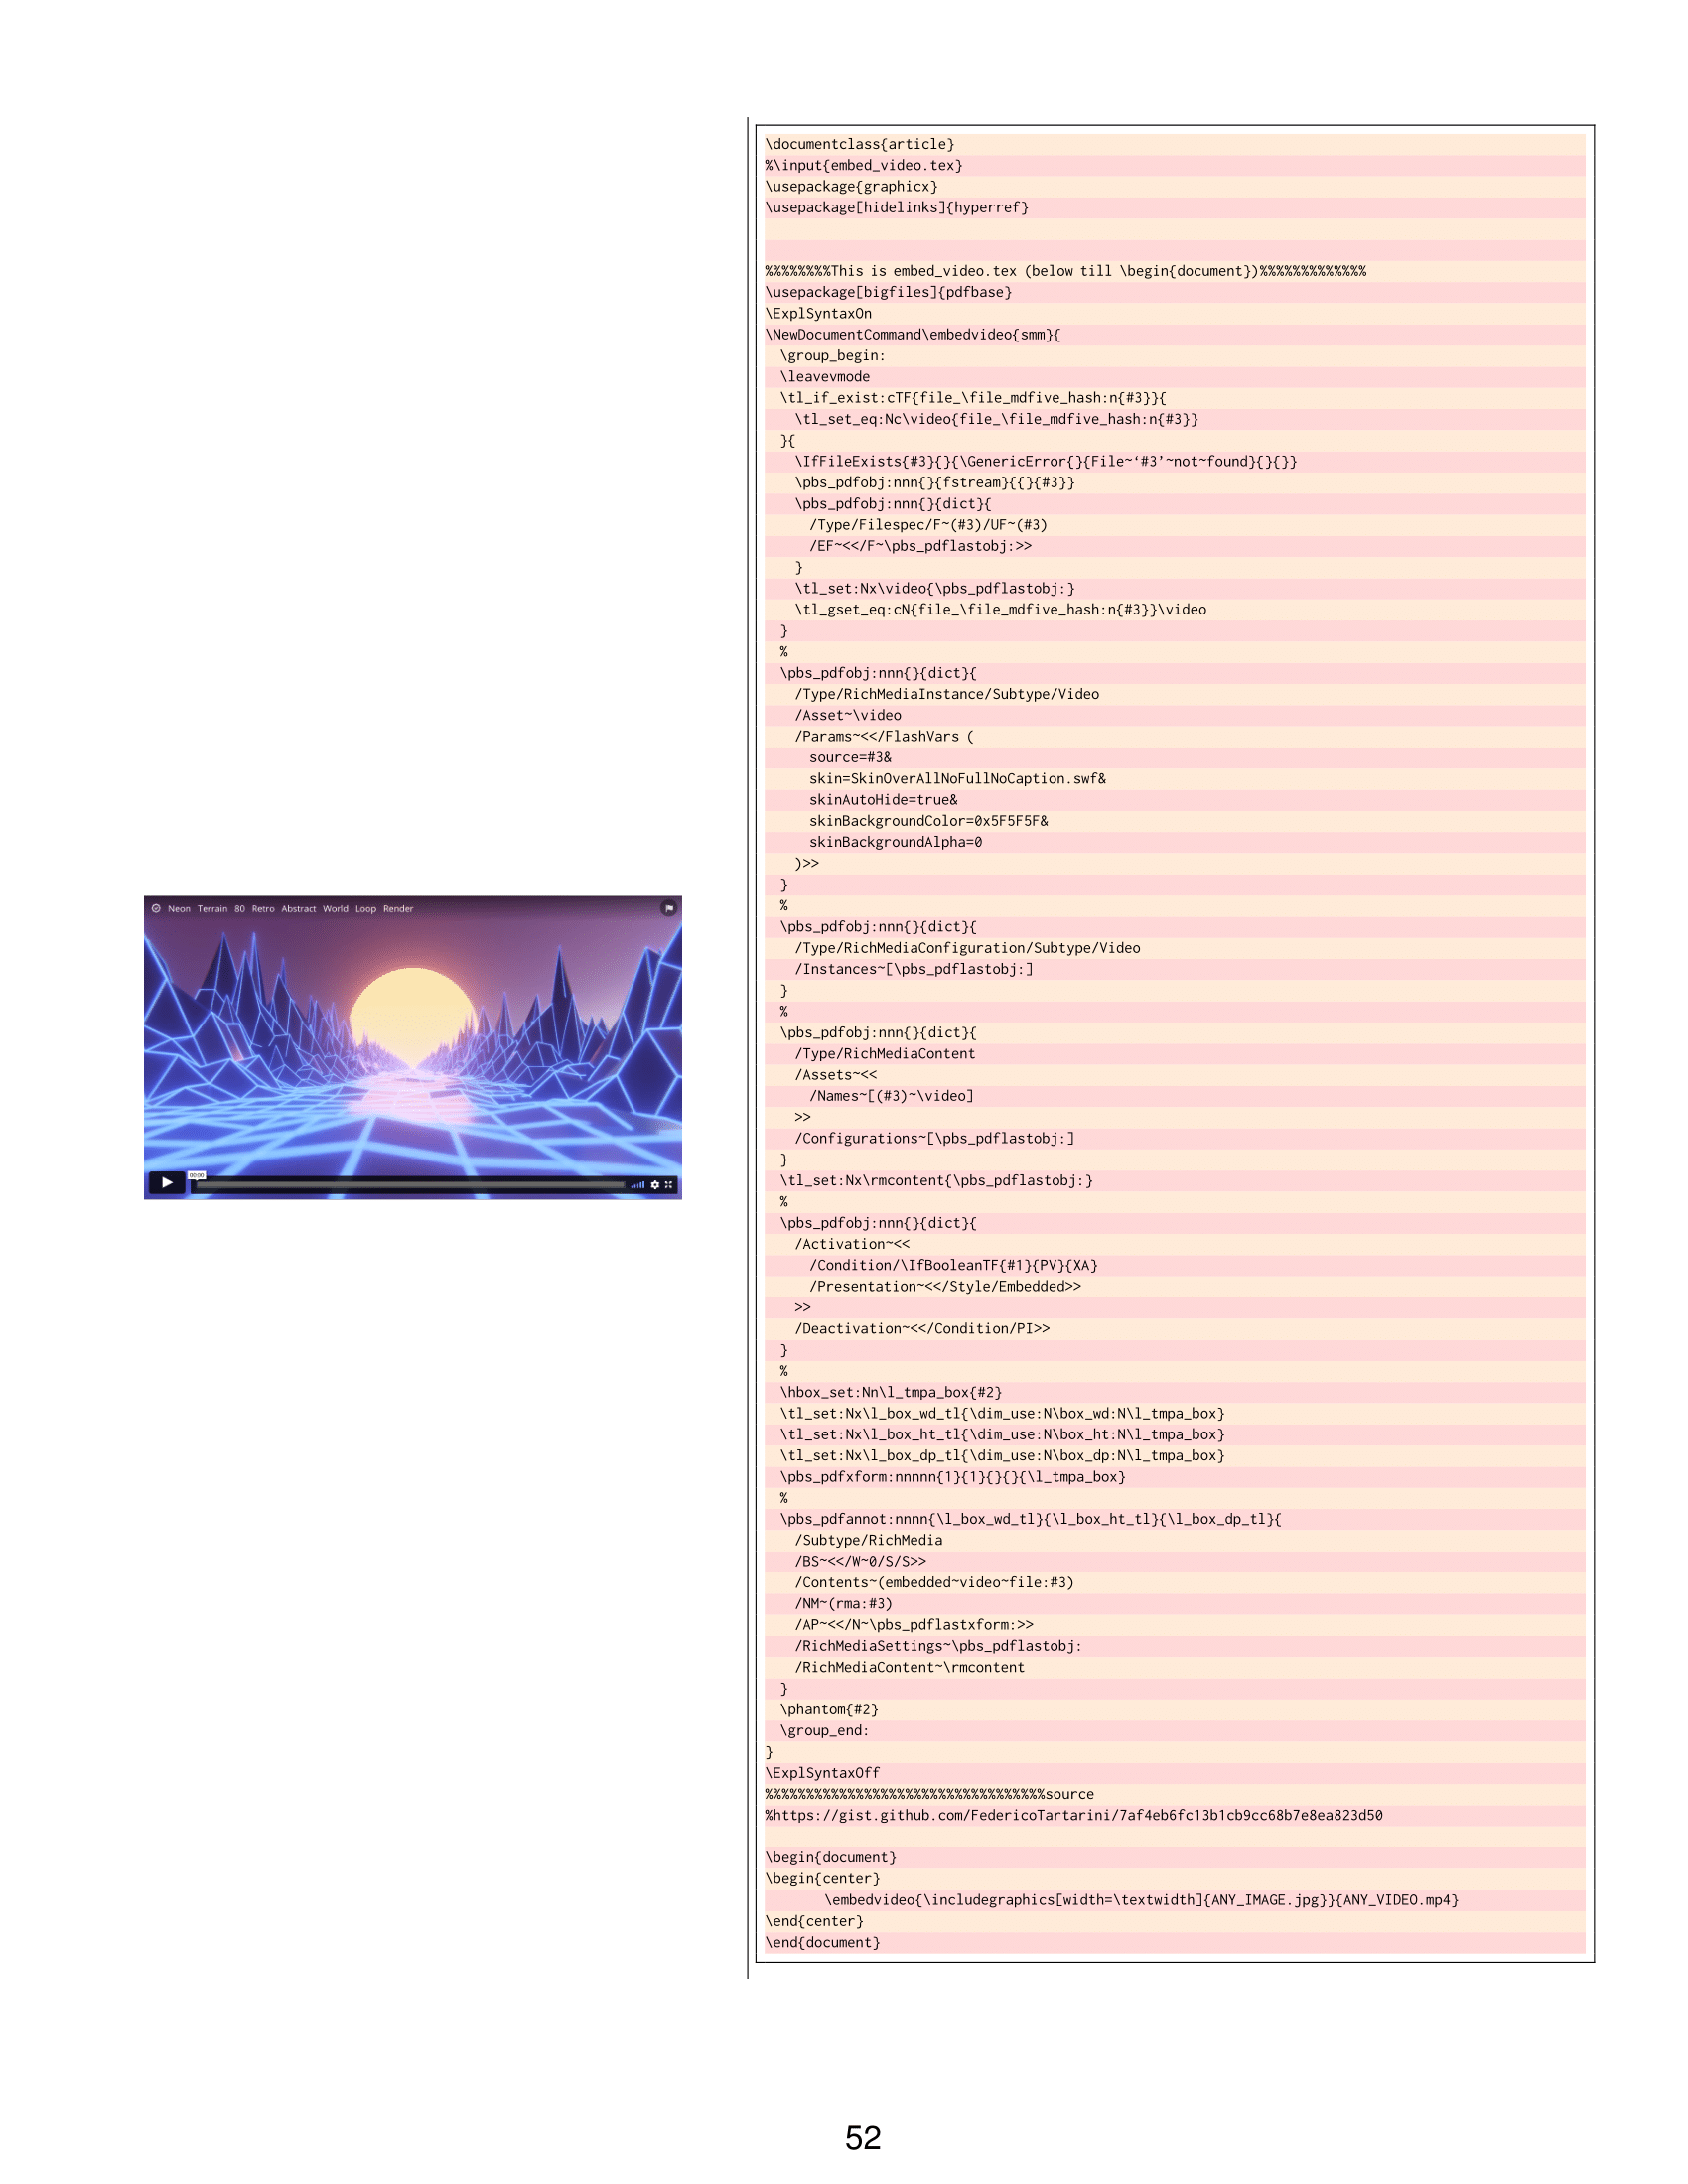 Neon Terrain 80 Retro Abstract World Loop Render
00:00
\documentclass{article}
%\input{embed_video.tex}
\usepackage{graphicx}
\usepackage[hidelinks]{hyperref}
%%%%%%%%This is embed_video.tex (below till \begin{document})%%%%%%%%%%%%%
\usepackage[bigfiles]{pdfbase}
\ExplSyntaxOn
\NewDocumentCommand\embedvideo{smm}{
\group_begin:
\leavevmode
\tl_if_exist:cTF{file_\file_mdfive_hash:n{#3}}{
\tl_set_eq:Nc\video{file_\file_mdfive_hash:n{#3}}
}{
\IfFileExists{#3}{}{\GenericError{}{File~‘#3’~not~found}{}{}}
\pbs_pdfobj:nnn{}{fstream}{{}{#3}}
\pbs_pdfobj:nnn{}{dict}{
/Type/Filespec/F~(#3)/UF~(#3)
/EF~<</F~\pbs_pdflastobj:>>
}
\tl_set:Nx\video{\pbs_pdflastobj:}
\tl_gset_eq:cN{file_\file_mdfive_hash:n{#3}}\video
}
%
\pbs_pdfobj:nnn{}{dict}{
/Type/RichMediaInstance/Subtype/Video
/Asset~\video
/Params~<</FlashVars (
source=#3&
skin=SkinOverAllNoFullNoCaption.swf&
skinAutoHide=true&
skinBackgroundColor=0x5F5F5F&
skinBackgroundAlpha=0
)>>
}
%
\pbs_pdfobj:nnn{}{dict}{
/Type/RichMediaConfiguration/Subtype/Video
/Instances~[\pbs_pdflastobj:]
}
%
\pbs_pdfobj:nnn{}{dict}{
/Type/RichMediaContent
/Assets~<<
/Names~[(#3)~\video]
>>
/Configurations~[\pbs_pdflastobj:]
}
\tl_set:Nx\rmcontent{\pbs_pdflastobj:}
%
\pbs_pdfobj:nnn{}{dict}{
/Activation~<<
/Condition/\IfBooleanTF{#1}{PV}{XA}
/Presentation~<</Style/Embedded>>
>>
/Deactivation~<</Condition/PI>>
}
%
\hbox_set:Nn\l_tmpa_box{#2}
\tl_set:Nx\l_box_wd_tl{\dim_use:N\box_wd:N\l_tmpa_box}
\tl_set:Nx\l_box_ht_tl{\dim_use:N\box_ht:N\l_tmpa_box}
\tl_set:Nx\l_box_dp_tl{\dim_use:N\box_dp:N\l_tmpa_box}
\pbs_pdfxform:nnnnn{1}{1}{}{}{\l_tmpa_box}
%
\pbs_pdfannot:nnnn{\l_box_wd_tl}{\l_box_ht_tl}{\l_box_dp_tl}{
/Subtype/RichMedia
/BS~<</W~0/S/S>>
/Contents~(embedded~video~file:#3)
/NM~(rma:#3)
/AP~<</N~\pbs_pdflastxform:>>
/RichMediaSettings~\pbs_pdflastobj:
/RichMediaContent~\rmcontent
}
\phantom{#2}
\group_end:
}
\ExplSyntaxOff
%%%%%%%%%%%%%%%%%%%%%%%%%%%%%%%%%%source
%https://gist.github.com/FedericoTartarini/7af4eb6fc13b1cb9cc68b7e8ea823d50
\begin{document}
\begin{center}
\embedvideo{\includegraphics[width=\textwidth]{ANY_IMAGE.jpg}}{ANY_VIDEO.mp4}
\end{center}
\end{document}
52